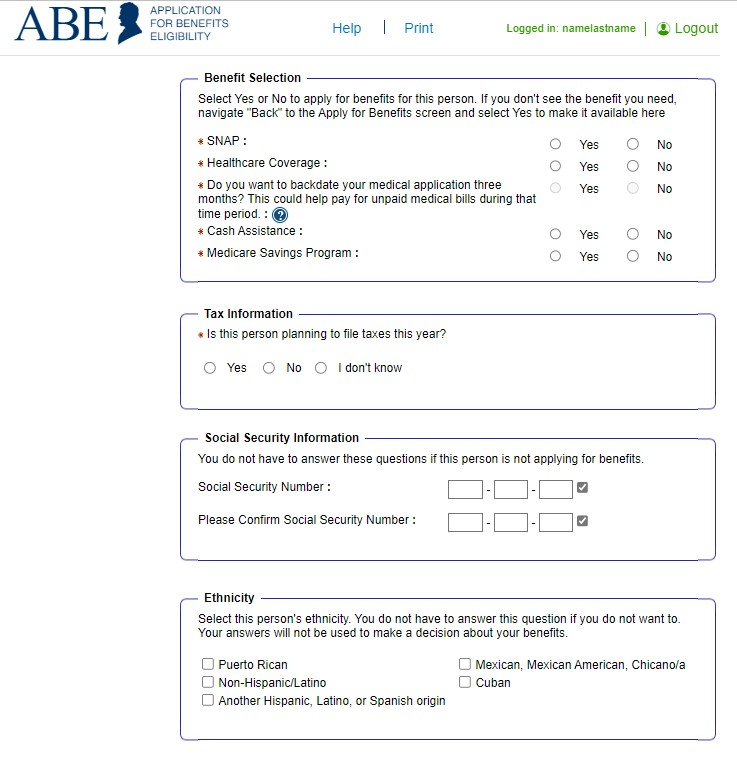 ABE
APPLICATION
FOR BENEFITS
ELIGIBILITY
Help | Print
Logged in: namelastname | Logout
Benefit Selection
Select Yes or No to apply for benefits for this person. If you don't see the benefit you need,
navigate "Back" to the Apply for Benefits screen and select Yes to make it available here
* SNAP : Yes No
* Healthcare Coverage : Yes No
* Do you want to backdate your medical application three Yes No
months? This could help pay for unpaid medical bills during that
time period. : ?
* Cash Assistance : Yes No
* Medicare Savings Program : Yes No
Tax Information
* Is this person planning to file taxes this year?
Yes No I don't know
Social Security Information
You do not have to answer these questions if this person is not applying for benefits.
Social Security Number : - -
Please Confirm Social Security Number : - -
Ethnicity
Select this person's ethnicity. You do not have to answer this question if you do not want to.
Your answers will not be used to make a decision about your benefits.
Puerto Rican Mexican, Mexican American, Chicano/a
Non-Hispanic/Latino Cuban
Another Hispanic, Latino, or Spanish origin